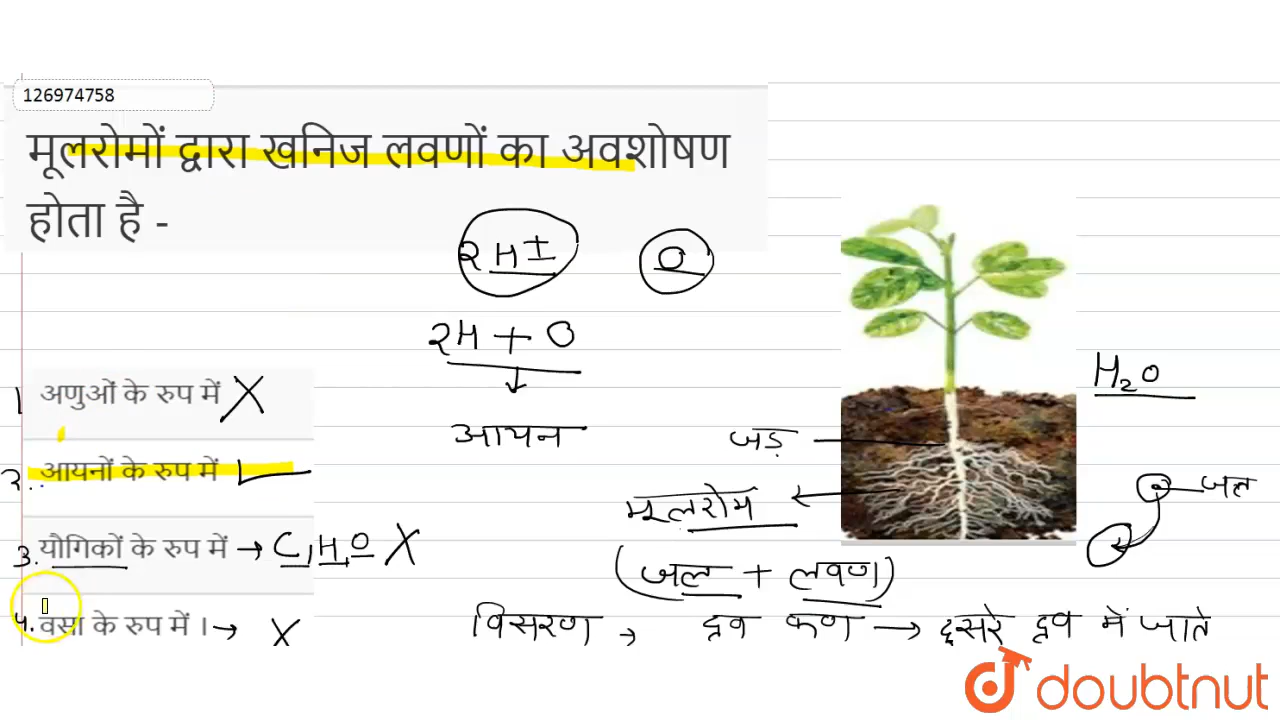 126974758
मूलरोमों द्वारा खनिज लवणों का अवशोषण
होता है -
2H± O
2H + O
H₂O
1 अणुओं के रुप में X
आयन
जड़
2. आयनों के रुप में ✓
जल
मूलरोम
3. यौगिकों के रुप में → C, H, O X
(जल + लवण)
4. वसा के रुप में । → X
विसरण → द्रव कण → दूसरे द्रव में जाते
doubtnut